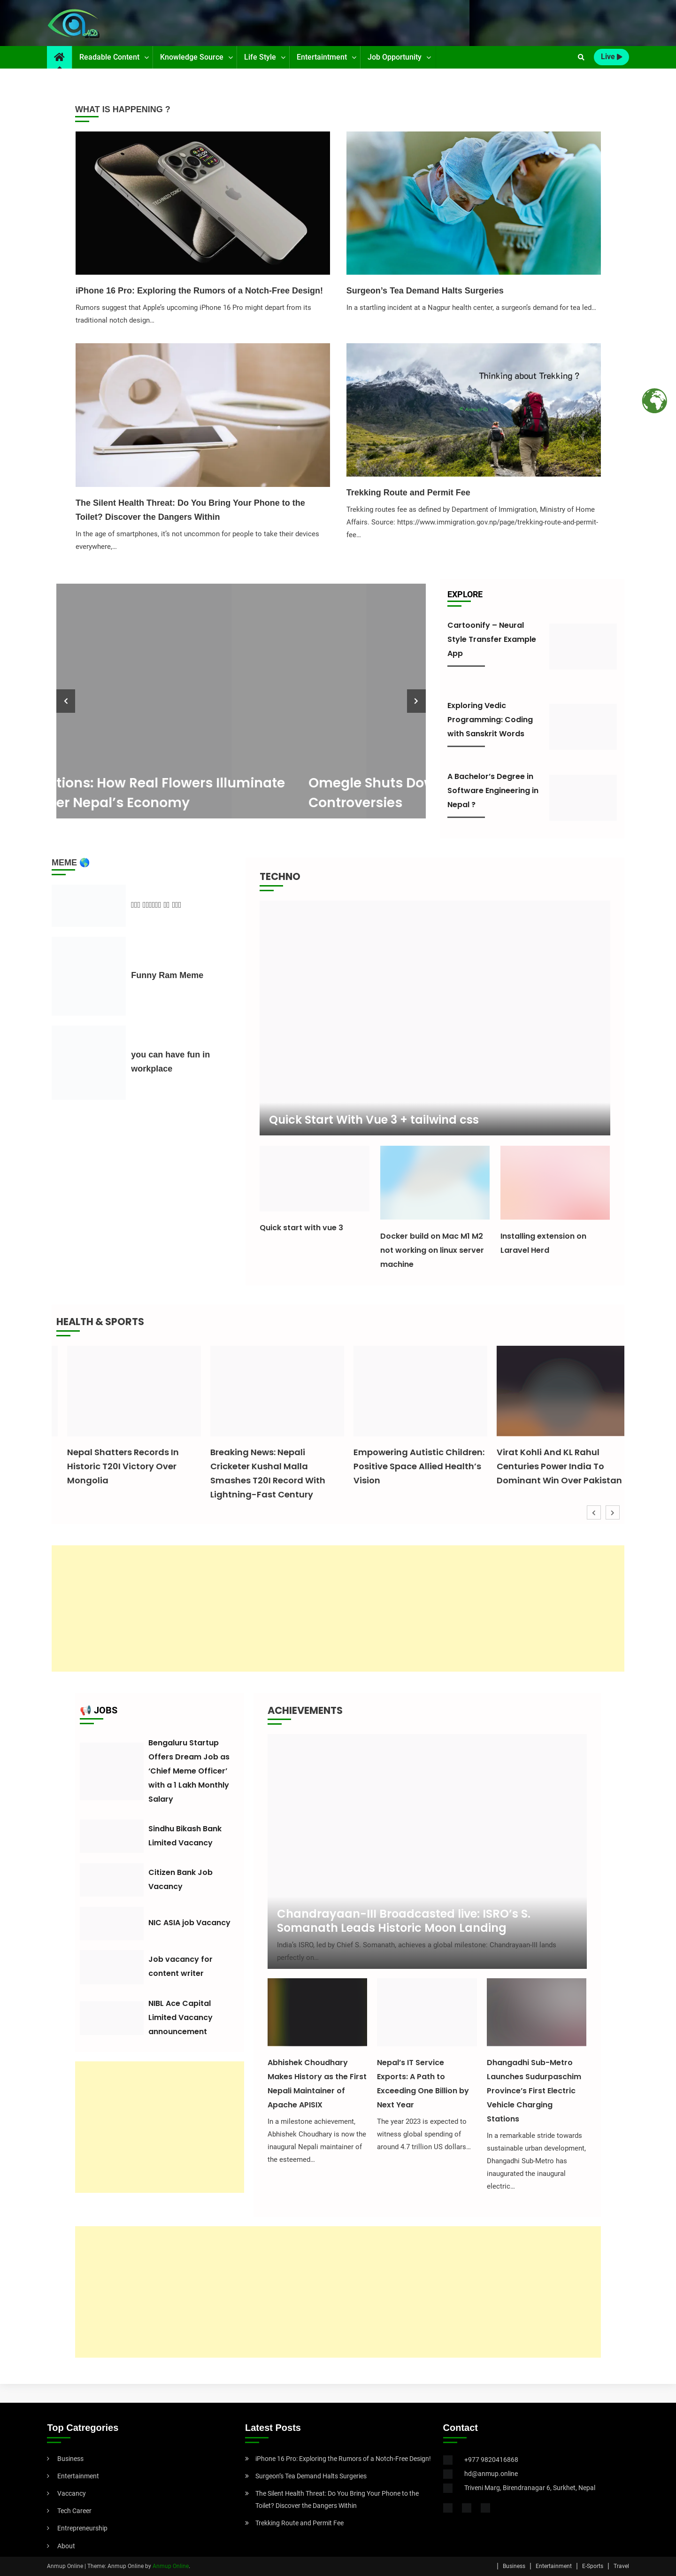 Readable Content
Knowledge Source
Life Style
Entertaintment
Job Opportunity
Live
WHAT IS HAPPENING ?
iPhone 16 Pro: Exploring the Rumors of a Notch-Free Design!
Rumors suggest that Apple’s upcoming iPhone 16 Pro might depart from its
traditional notch design…
Surgeon’s Tea Demand Halts Surgeries
In a startling incident at a Nagpur health center, a surgeon’s demand for tea led…
The Silent Health Threat: Do You Bring Your Phone to the
Toilet? Discover the Dangers Within
In the age of smartphones, it’s not uncommon for people to take their devices
everywhere,…
Thinking about Trekking ?
Trekking Route and Permit Fee
Trekking routes fee as defined by Department of Immigration, Ministry of Home
Affairs. Source: https://www.immigration.gov.np/page/trekking-route-and-permit-
fee…
tions: How Real Flowers Illuminate
er Nepal’s Economy
Omegle Shuts Dov
Controversies
EXPLORE
Cartoonify – Neural
Style Transfer Example
App
Exploring Vedic
Programming: Coding
with Sanskrit Words
A Bachelor’s Degree in
Software Engineering in
Nepal ?
MEME 🌎
Funny Ram Meme
you can have fun in
workplace
TECHNO
Quick Start With Vue 3 + tailwind css
Quick start with vue 3
Docker build on Mac M1 M2
not working on linux server
machine
Installing extension on
Laravel Herd
HEALTH & SPORTS
Nepal Shatters Records In
Historic T20I Victory Over
Mongolia
Breaking News: Nepali
Cricketer Kushal Malla
Smashes T20I Record With
Lightning-Fast Century
Empowering Autistic Children:
Positive Space Allied Health’s
Vision
Virat Kohli And KL Rahul
Centuries Power India To
Dominant Win Over Pakistan
📢 JOBS
Bengaluru Startup
Offers Dream Job as
‘Chief Meme Officer’
with a 1 Lakh Monthly
Salary
Sindhu Bikash Bank
Limited Vacancy
Citizen Bank Job
Vacancy
NIC ASIA job Vacancy
Job vacancy for
content writer
NIBL Ace Capital
Limited Vacancy
announcement
ACHIEVEMENTS
Chandrayaan-III Broadcasted live: ISRO’s S.
Somanath Leads Historic Moon Landing
India’s ISRO, led by Chief S. Somanath, achieves a global milestone: Chandrayaan-III lands
perfectly on…
Abhishek Choudhary
Makes History as the First
Nepali Maintainer of
Apache APISIX
In a milestone achievement,
Abhishek Choudhary is now the
inaugural Nepali maintainer of
the esteemed…
Nepal’s IT Service
Exports: A Path to
Exceeding One Billion by
Next Year
The year 2023 is expected to
witness global spending of
around 4.7 trillion US dollars…
Dhangadhi Sub-Metro
Launches Sudurpaschim
Province’s First Electric
Vehicle Charging
Stations
In a remarkable stride towards
sustainable urban development,
Dhangadhi Sub-Metro has
inaugurated the inaugural
electric…
Top Catregories
Business
Entertainment
Vaccancy
Tech Career
Entrepreneurship
About
Latest Posts
iPhone 16 Pro: Exploring the Rumors of a Notch-Free Design!
Surgeon’s Tea Demand Halts Surgeries
The Silent Health Threat: Do You Bring Your Phone to the
Toilet? Discover the Dangers Within
Trekking Route and Permit Fee
Contact
+977 9820416868
hd@anmup.online
Triveni Marg, Birendranagar 6, Surkhet, Nepal
Anmup Online | Theme: Anmup Online by Anmup Online.
Business
Entertainment
E-Sports
Travel